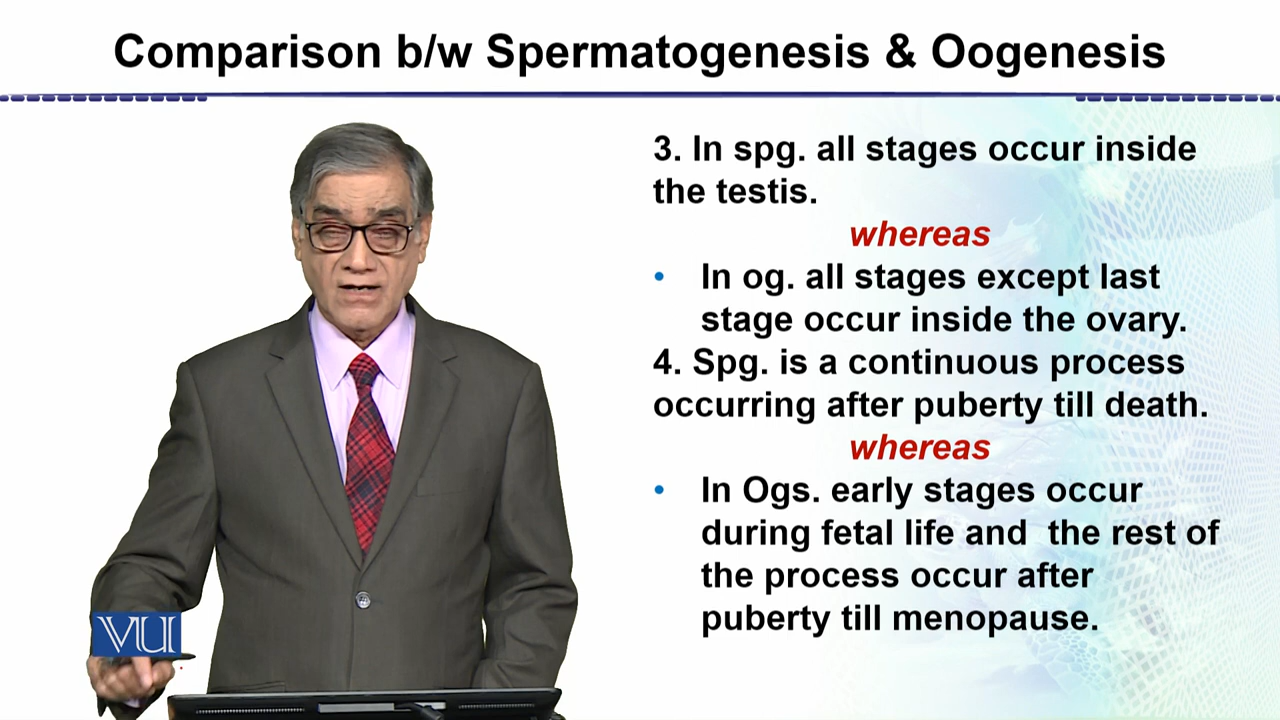 Comparison b/w Spermatogenesis & Oogenesis
3. In spg. all stages occur inside
the testis.
whereas
• In og. all stages except last
stage occur inside the ovary.
4. Spg. is a continuous process
occurring after puberty till death.
whereas
• In Ogs. early stages occur
during fetal life and  the rest of
the process occur after
puberty till menopause.
VU